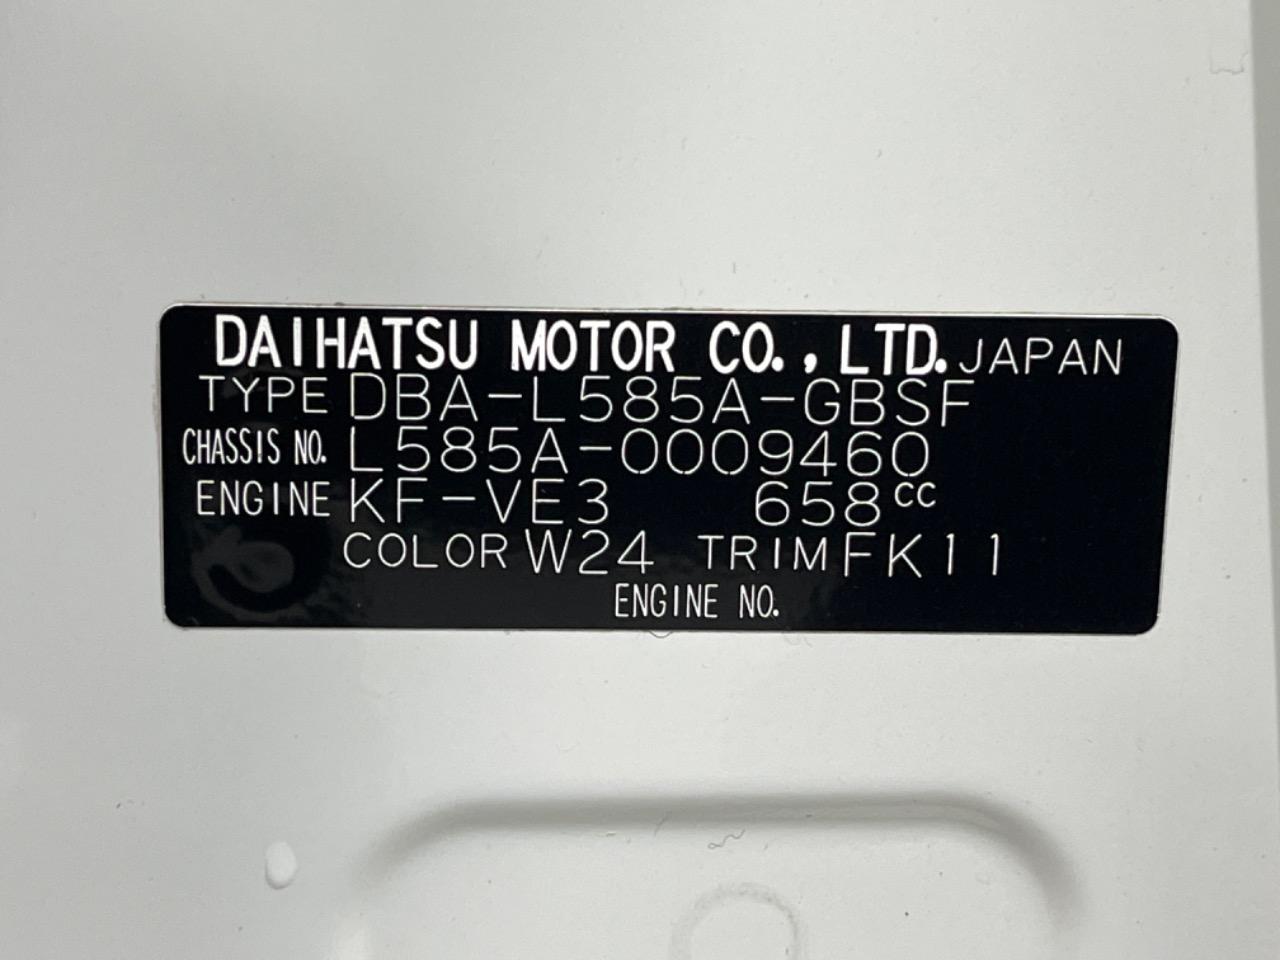 DAIHATSU MOTOR CO., LTD. JAPAN
TYPE DBA-L585A-GBSF
CHASSIS NO. L585A-0009460
ENGINE KF-VE3 658cc
COLOR W24 TRIM FK11
ENGINE NO.